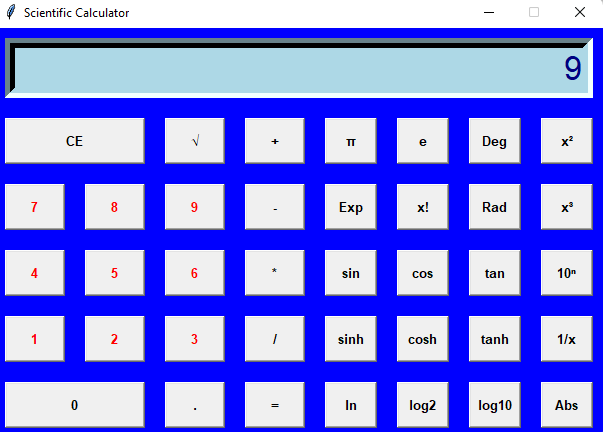 Scientific Calculator
9
CE √ + π e Deg x²
7 8 9 - Exp x! Rad x³
4 5 6 * sin cos tan 10ⁿ
1 2 3 / sinh cosh tanh 1/x
0 . = ln log2 log10 Abs